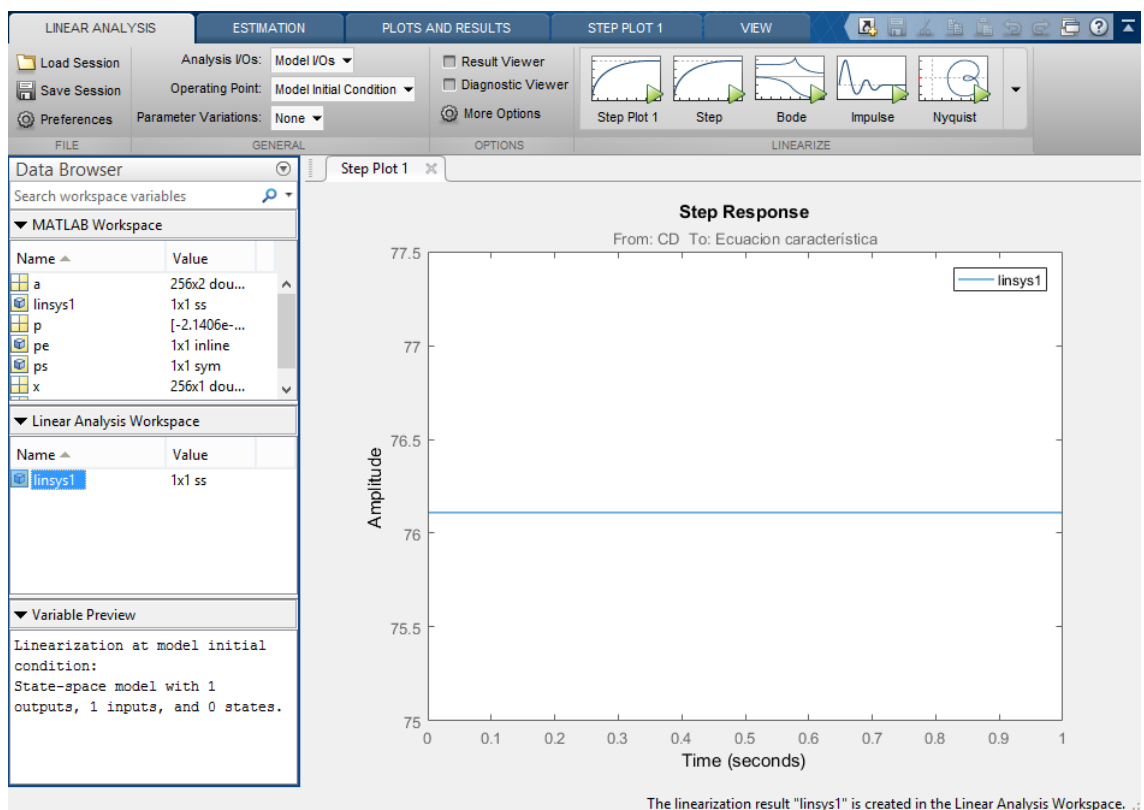 LINEAR ANALYSIS ESTIMATION PLOTS AND RESULTS STEP PLOT 1 VIEW
Load Session
Save Session
Preferences
FILE
Analysis I/Os: Model I/Os
Operating Point: Model Initial Condition
Parameter Variations: None
GENERAL
Result Viewer
Diagnostic Viewer
More Options
OPTIONS
Step Plot 1 Step Bode Impulse Nyquist
LINEARIZE
Data Browser
Search workspace variables
MATLAB Workspace
Name Value
a 256x2 dou...
linsys1 1x1 ss
p [-2.1406e-...
pe 1x1 inline
ps 1x1 sym
x 256x1 dou...
Linear Analysis Workspace
Name Value
linsys1 1x1 ss
Variable Preview
Linearization at model initial
condition:
State-space model with 1
outputs, 1 inputs, and 0 states.
Step Plot 1
Step Response
From: CD To: Ecuacion característica
linsys1
77.5
77
76.5
76
75.5
75
Amplitude
0 0.1 0.2 0.3 0.4 0.5 0.6 0.7 0.8 0.9 1
Time (seconds)
The linearization result "linsys1" is created in the Linear Analysis Workspace.